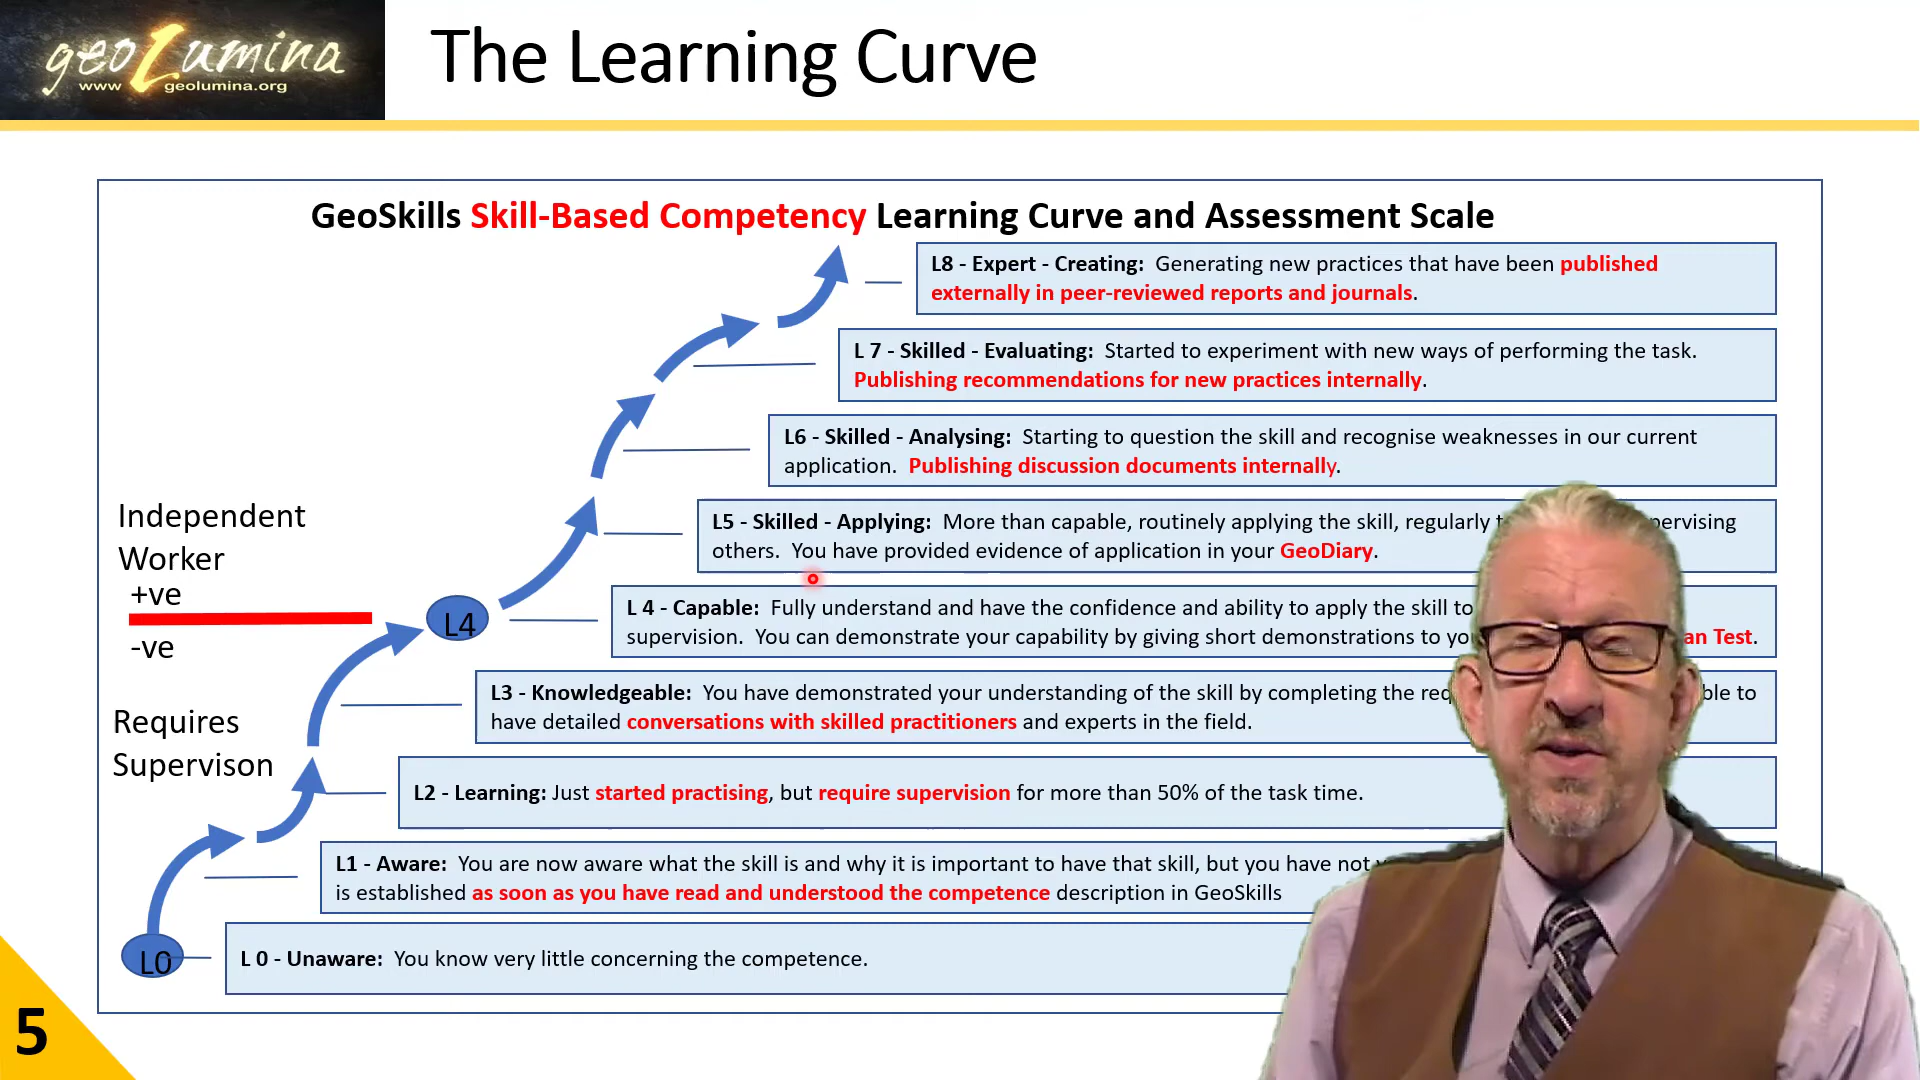 geoLumina
www geolumina.org
The Learning Curve
GeoSkills Skill-Based Competency Learning Curve and Assessment Scale
L8 - Expert - Creating: Generating new practices that have been published
externally in peer-reviewed reports and journals.
L 7 - Skilled - Evaluating: Started to experiment with new ways of performing the task.
Publishing recommendations for new practices internally.
L6 - Skilled - Analysing: Starting to question the skill and recognise weaknesses in our current
application. Publishing discussion documents internally.
L5 - Skilled - Applying: More than capable, routinely applying the skill, regularly
others. You have provided evidence of application in your GeoDiary.
Independent
Worker
+ve
-ve
L4
L 4 - Capable: Fully understand and have the confidence and ability to apply the skill to
supervision. You can demonstrate your capability by giving short demonstrations to Test.
L3 - Knowledgeable: You have demonstrated your understanding of the skill by completing the to
have detailed conversations with skilled practitioners and experts in the field.
Requires
Supervison
L2 - Learning: Just started practising, but require supervision for more than 50% of the task time.
L1 - Aware: You are now aware what the skill is and why it is important to have that skill, but you have not
is established as soon as you have read and understood the competence description in GeoSkills
L0
L 0 - Unaware: You know very little concerning the competence.
5